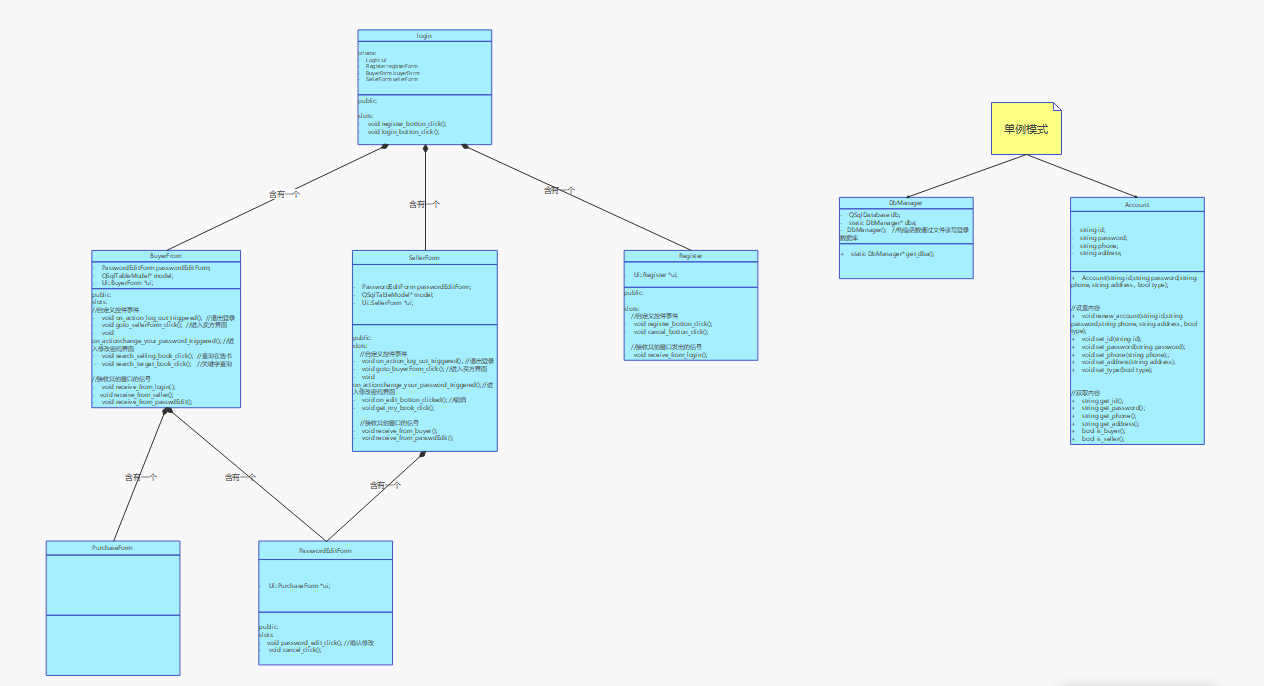 login
private:
- Login: ui
- Register registerForm
- BuyerForm buyerForm
- SellerForm sellerForm
public:
slots:
- void register_botton_click();
- void login_botton_click();
含有一个
含有一个
含有一个
单例模式
DbManager
- QSqlDatabase db;
- static DbManager* dba;
- DbManager(); //构造函数通过文件读写登录
数据库
+ static DbManager* get_dba();
Account
- string id;
- string password;
- string phone;
- string address;
+ Account(string id,string password,string
phone, string address , bool type);
//设置内容
+ void renew_account(string id,string
password,string phone, string address , bool
type);
+ void set_id(string id);
+ void set_password(string password);
+ void set_phone(string phone);
+ void set_address(string address);
+ void set_type(bool type);
//获取内容
+ string get_id();
+ string get_password();
+ string get_phone();
+ string get_address();
+ bool is_buyer();
+ bool is_seller();
BuyerFrom
- PasswordEditForm passwordEditForm;
- QSqlTableModel* model;
- Ui::BuyerForm *ui;
public:
slots:
//自定义控件事件
- void on_action_log_out_triggered(); //退出登录
- void goto_sellerForm_click(); //进入卖方界面
- void
on_actionchange_your_password_triggered(); //进
入修改密码界面
- void search_selling_book_click(); //查询在售书
- void search_target_book_click(); //关键字查询
//接收其他窗口的信号
- void receive_from_login();
- void receive_from_seller();
- void receive_from_passwdEdit();
SellerForm
- PasswordEditForm passwordEditForm;
- QSqlTableModel* model;
- Ui::SellerForm *ui;
public:
slots:
//自定义控件事件
- void on_action_log_out_triggered(); //退出登录
- void goto_buyerForm_click(); //进入买方界面
- void
on_actionchange_your_password_triggered(); //进
入修改密码界面
- void on_edit_botton_clicked(); //编辑
- void get_my_book_click();
//接收其他窗口的信号
- void receive_from_buyer();
- void receive_from_passwdEdit();
Register
- Ui::Register *ui;
public:
slots:
//自定义控件事件
- void register_botton_click();
- void cancel_botton_click();
//接收其他窗口发出的信号
- void receive_from_login();
含有一个
含有一个
含有一个
PurchaseForm
PasswordEditForm
- Ui::PurchaseForm *ui;
public:
slots:
- void password_edit_click(); //确认修改
- void cancel_click();